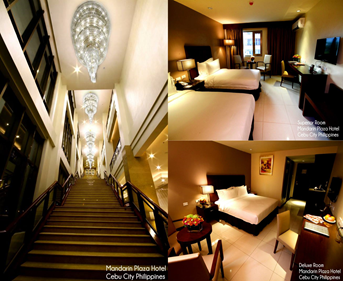 Mandarin Plaza Hotel
Cebu City Philippines
Superior Room
Mandarin Plaza Hotel
Cebu City Philippines
Deluxe Room
Mandarin Plaza Hotel
Cebu City Philippines